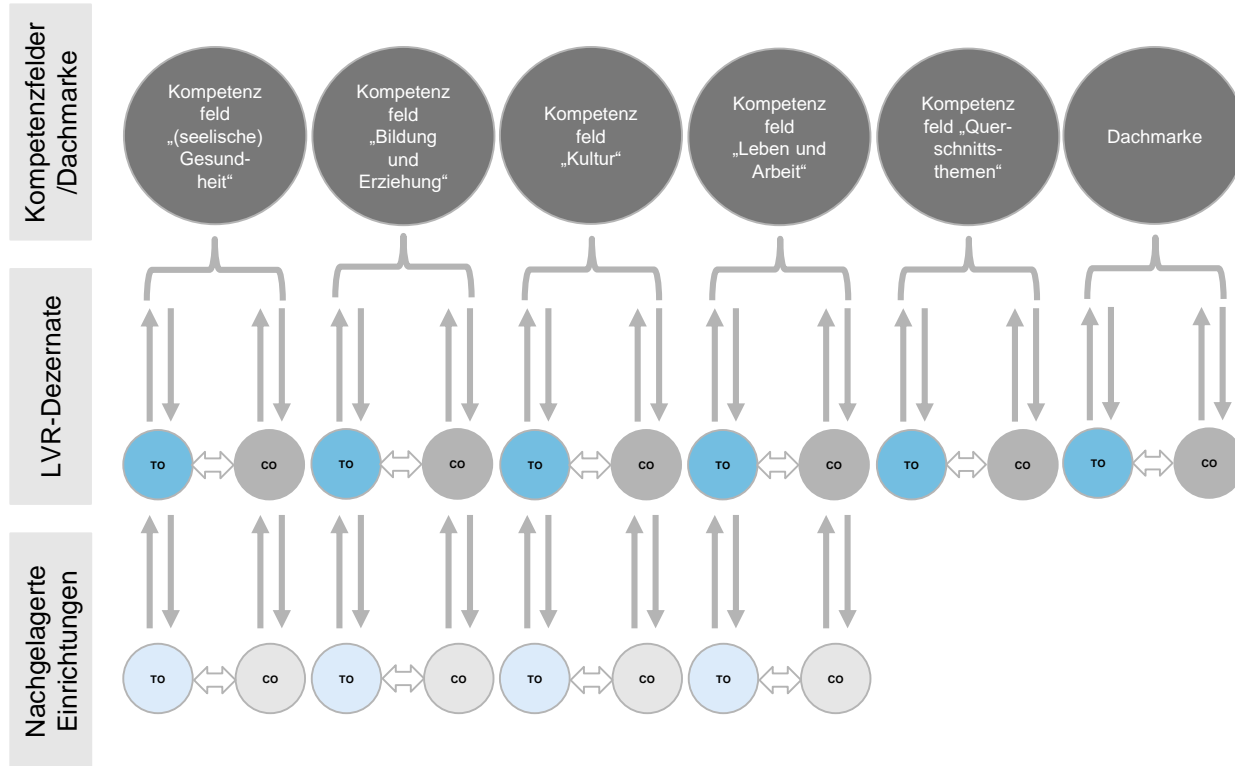 Kompetenzfelder
/Dachmarke
Kompetenz
feld
„(seelische)
Gesund-
heit“
Kompetenz
feld
„Bildung
und
Erziehung“
Kompetenz
feld
„Kultur“
Kompetenz
feld
„Leben und
Arbeit“
Kompetenz
feld „Quer-
schnitts-
themen“
Dachmarke
LVR-Dezernate
TO
CO
TO
CO
TO
CO
TO
CO
TO
CO
TO
CO
Nachgelagerte
Einrichtungen
TO
CO
TO
CO
TO
CO
TO
CO